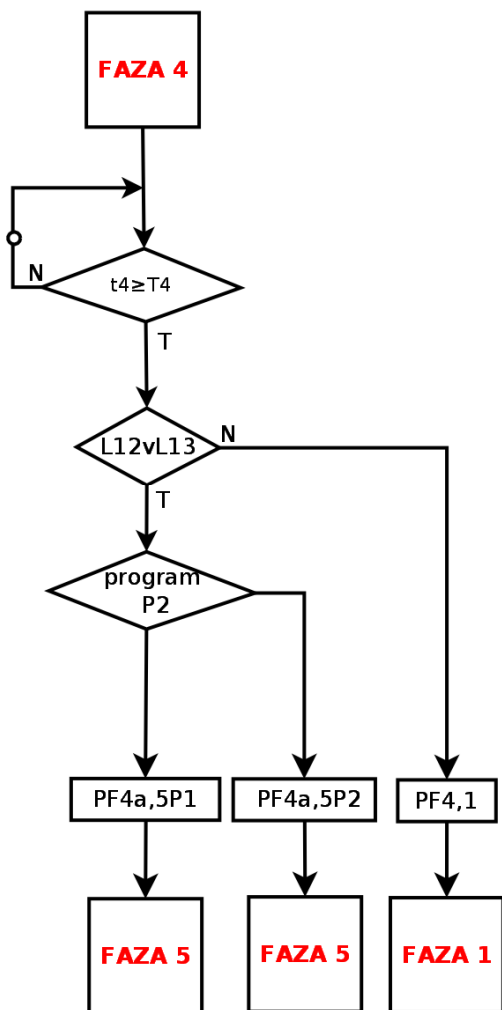 FAZA 4
N
t4≥T4
T
L12vL13
N
T
program
P2
PF4a,5P1
PF4a,5P2
PF4,1
FAZA 5
FAZA 5
FAZA 1